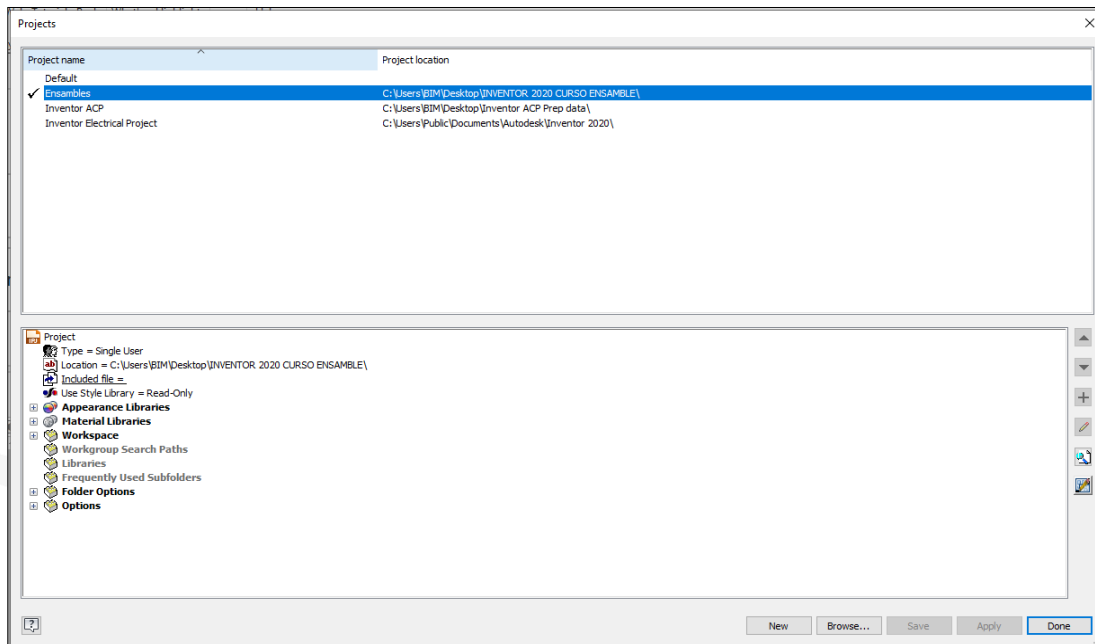 Projects
Project name Project location
Default
Ensambles C:\Users\BIM\Desktop\INVENTOR 2020 CURSO ENSAMBLE\
Inventor ACP C:\Users\BIM\Desktop\Inventor ACP Prep data\
Inventor Electrical Project C:\Users\Public\Documents\Autodesk\Inventor 2020\
Project
Type = Single User
Location = C:\Users\BIM\Desktop\INVENTOR 2020 CURSO ENSAMBLE\
Included file =
Use Style Library = Read-Only
Appearance Libraries
Material Libraries
Workspace
Workgroup Search Paths
Libraries
Frequently Used Subfolders
Folder Options
Options
New Browse... Save Apply Done